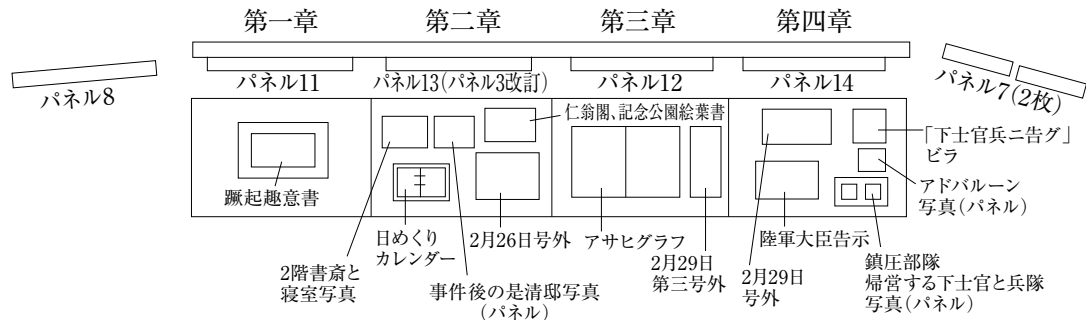 第一章
第二章
第三章
第四章
パネル8
パネル11
パネル13(パネル3改訂)
パネル12
パネル14
パネル7(2枚)
蹶起趣意書
仁翁閣、記念公園絵葉書
日めくり
カレンダー
2月26日号外
2階書斎と
寝室写真
事件後の是清邸写真
(パネル)
アサヒグラフ
2月29日
第三号外
2月29日
号外
陸軍大臣告示
「下士官兵ニ告グ」
ビラ
アドバルーン
写真(パネル)
鎮圧部隊
帰営する下士官と兵隊
写真(パネル)